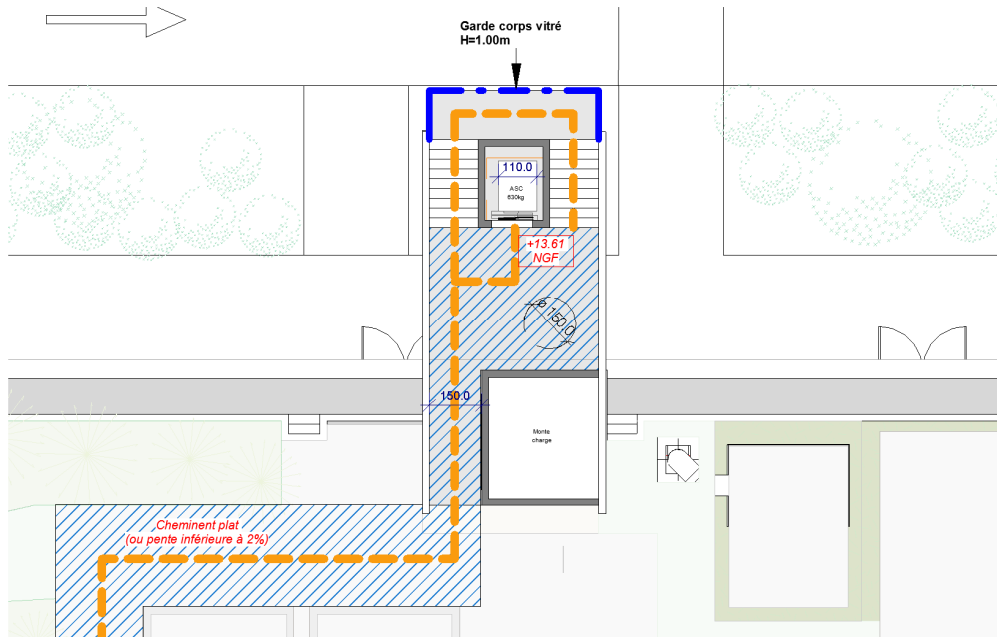 Garde corps vitré
H=1.00m
110.0
ASC
630kg
+13.61
NGF
ø 150.0
150.0
Monte
charge
Cheminent plat
(ou pente inférieure à 2%)